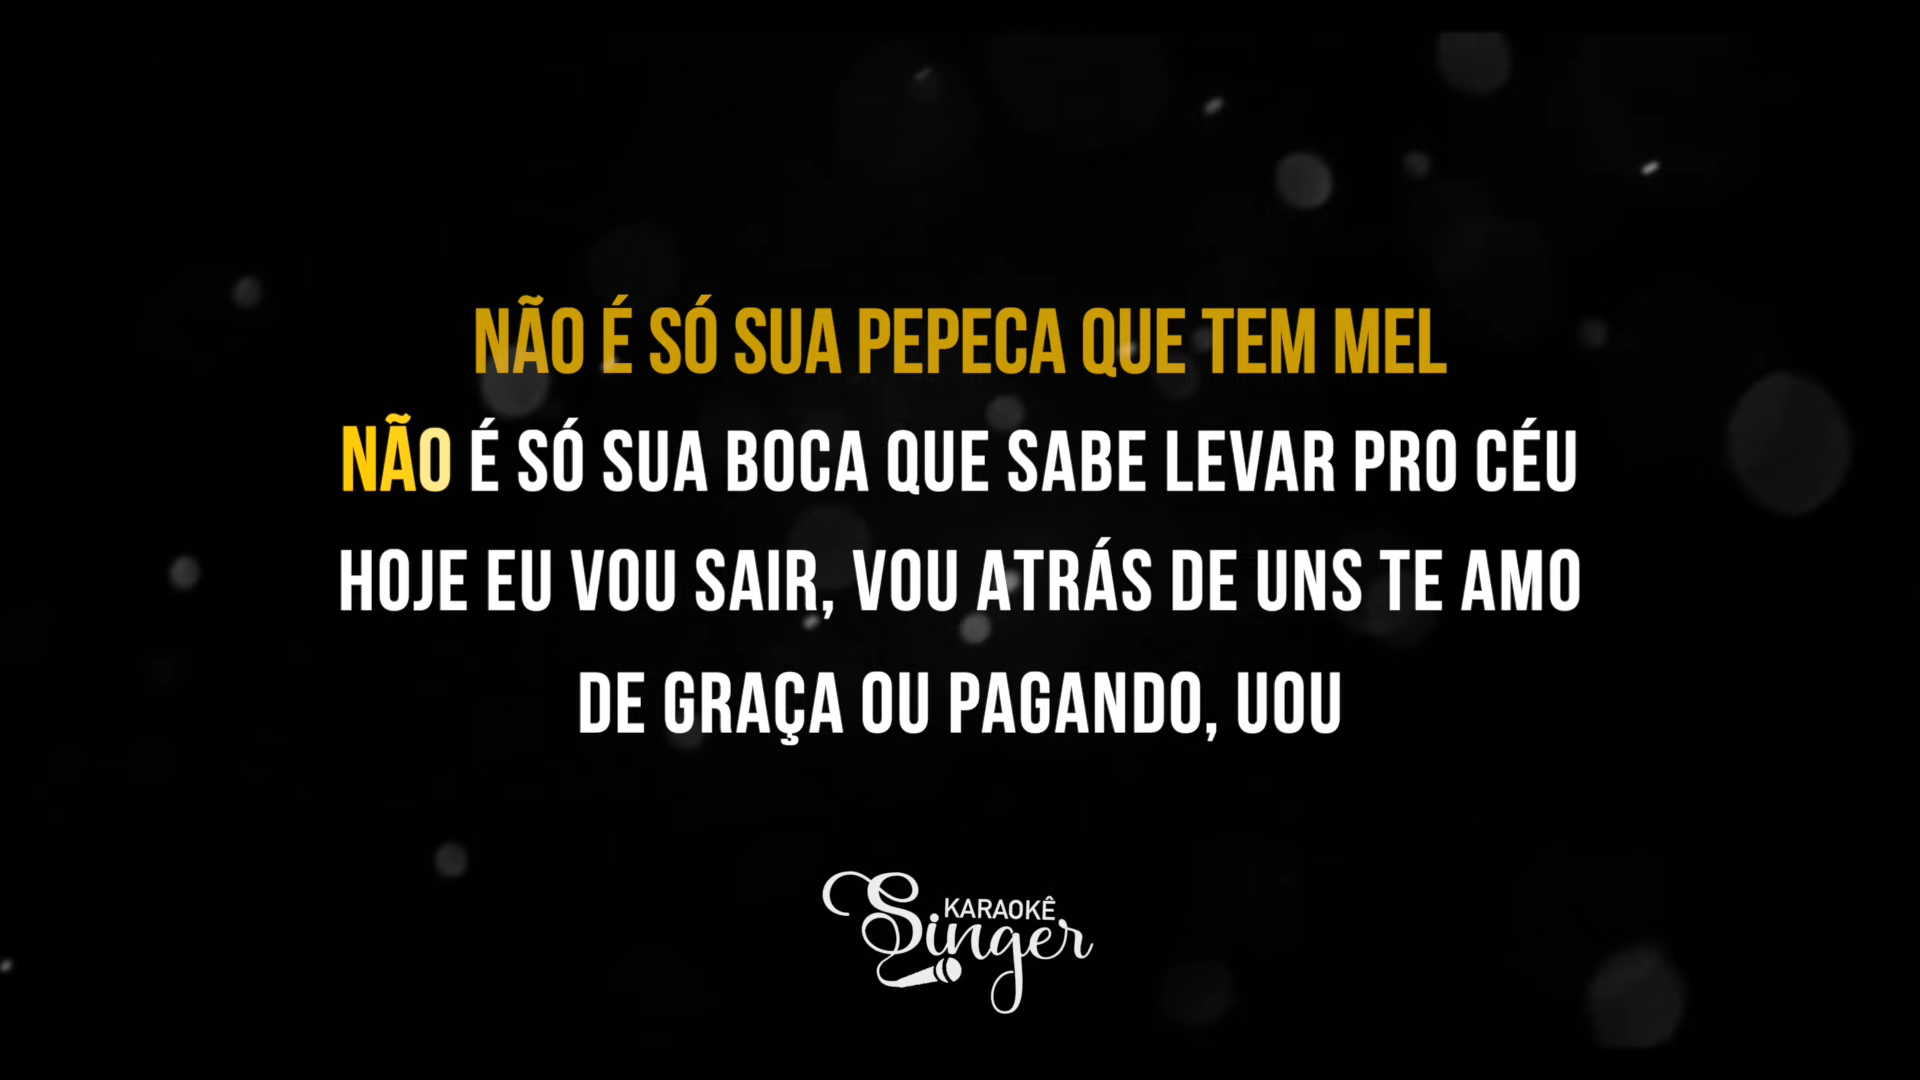 NÃO É SÓ SUA PEPECA QUE TEM MEL
NÃO É SÓ SUA BOCA QUE SABE LEVAR PRO CÉU
HOJE EU VOU SAIR, VOU ATRÁS DE UNS TE AMO
DE GRAÇA OU PAGANDO, UOU
KARAOKÊ
Singer